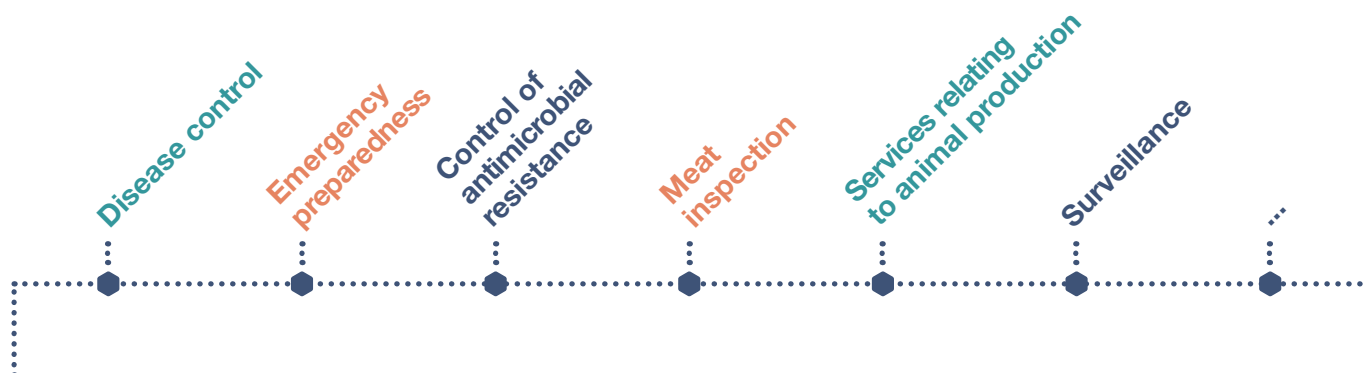 Disease control
Emergency
preparedness
Control of
antimicrobial
resistance
Meat
inspection
Services relating
to animal production
Surveillance
...